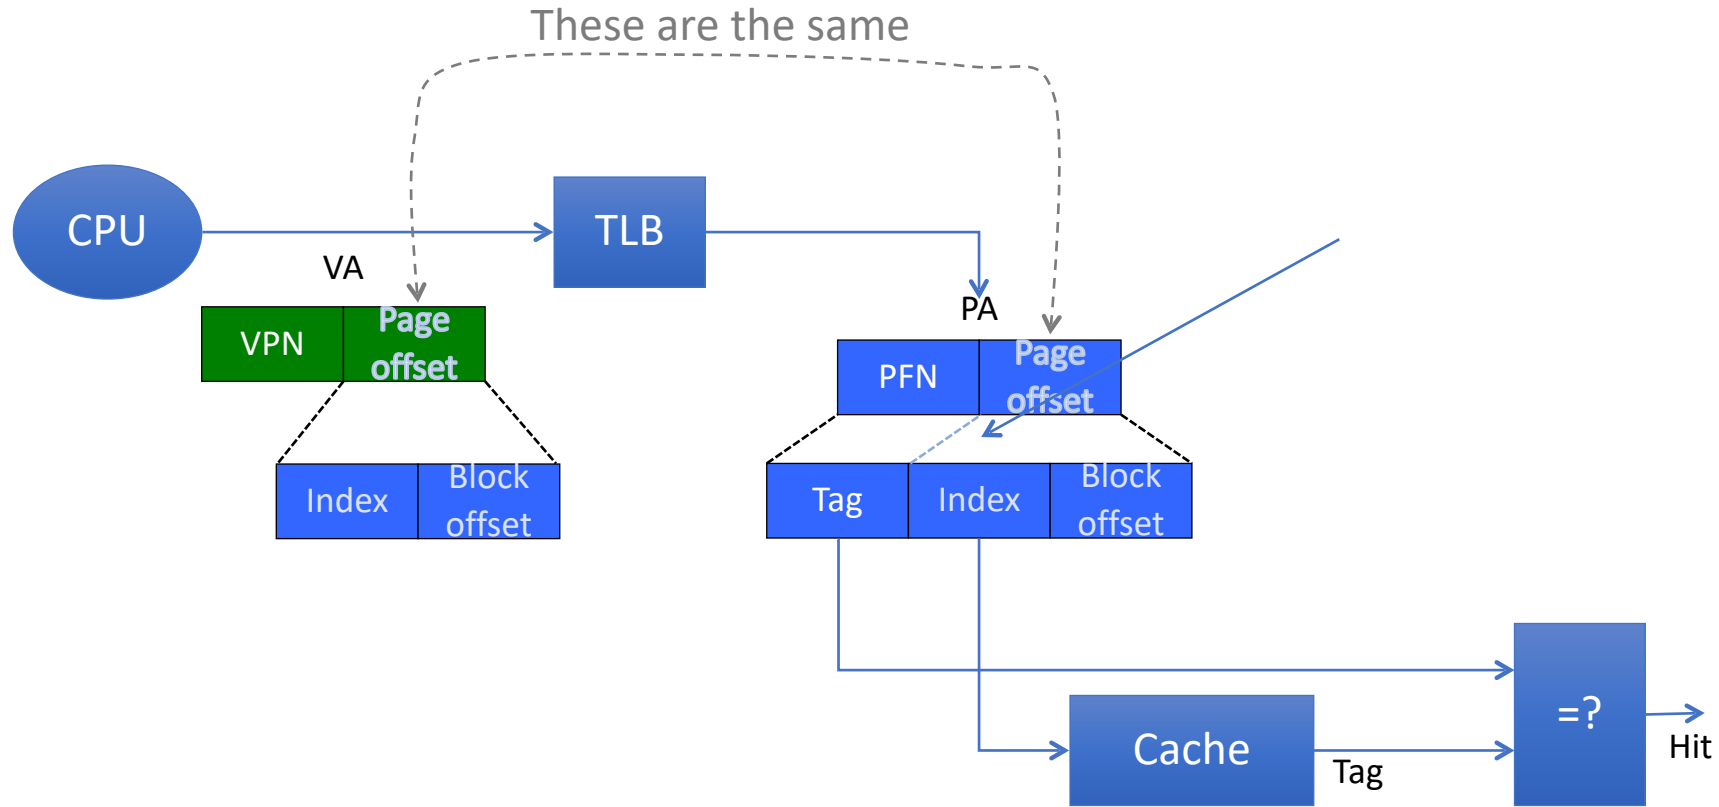 These are the same
CPU
TLB
VA
PA
VPN
Page
offset
PFN
Page
offset
Index
Block
offset
Tag
Index
Block
offset
=?
Hit
Cache
Tag